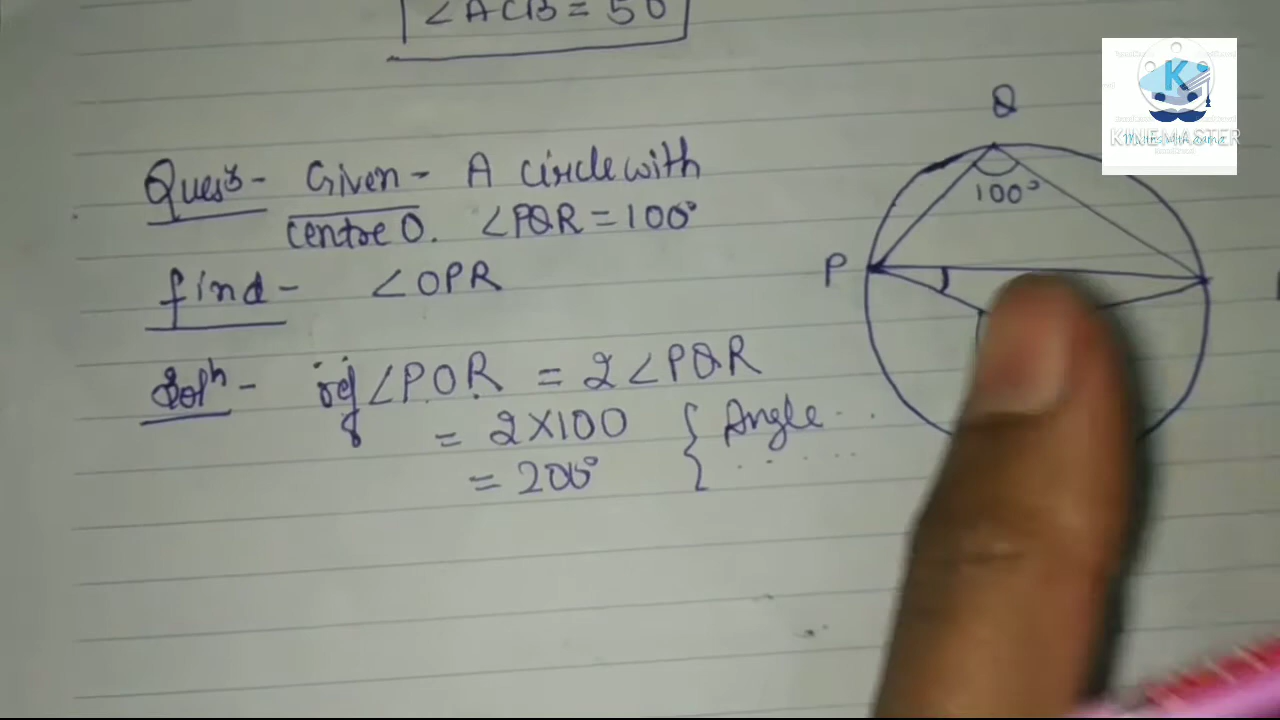 ∠ACB = 50
Ques 3 - Given - A circle with
centre O. ∠PQR = 100°
find - ∠OPR
Solⁿ - ref ∠POR = 2 ∠PQR
= 2×100 { Angle ...
= 200° .....
Q
100°
P
KINEMASTER